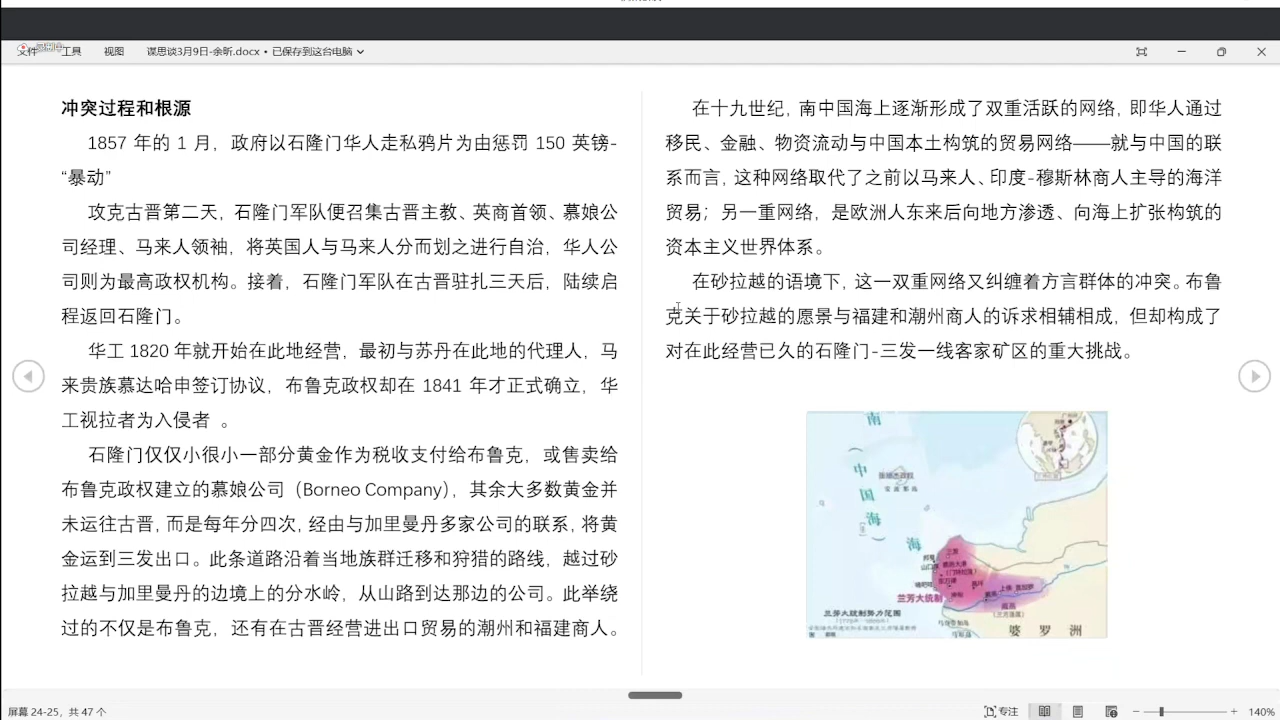 文件
工具
视图
谋思谈3月9日-余昕.docx • 已保存到这台电脑
冲突过程和根源
1857 年的 1 月，政府以石隆门华人走私鸦片为由惩罚 150 英镑-
“暴动”
攻克古晋第二天，石隆门军队便召集古晋主教、英商首领、慕娘公
司经理、马来人领袖，将英国人与马来人分而划之进行自治，华人公
司则为最高政权机构。接着，石隆门军队在古晋驻扎三天后，陆续启
程返回石隆门。
华工 1820 年就开始在此地经营，最初与苏丹在此地的代理人，马
来贵族慕达哈申签订协议，布鲁克政权却在 1841 年才正式确立，华
工视拉者为入侵者 。
石隆门仅仅小很小一部分黄金作为税收支付给布鲁克，或售卖给
布鲁克政权建立的慕娘公司（Borneo Company），其余大多数黄金并
未运往古晋，而是每年分四次，经由与加里曼丹多家公司的联系，将黄
金运到三发出口。此条道路沿着当地族群迁移和狩猎的路线，越过砂
拉越与加里曼丹的边境上的分水岭，从山路到达那边的公司。此举绕
过的不仅是布鲁克，还有在古晋经营进出口贸易的潮州和福建商人。
在十九世纪，南中国海上逐渐形成了双重活跃的网络，即华人通过
移民、金融、物资流动与中国本土构筑的贸易网络——就与中国的联
系而言，这种网络取代了之前以马来人、印度-穆斯林商人主导的海洋
贸易；另一重网络，是欧洲人东来后向地方渗透、向海上扩张构筑的
资本主义世界体系。
在砂拉越的语境下，这一双重网络又纠缠着方言群体的冲突。布鲁
克关于砂拉越的愿景与福建和潮州商人的诉求相辅相成，但却构成了
对在此经营已久的石隆门-三发一线客家矿区的重大挑战。
南
中
国
海
海
兰芳大统制
兰芳大统制势力范围
婆 罗 洲
屏幕 24-25，共 47 个
专注
140%